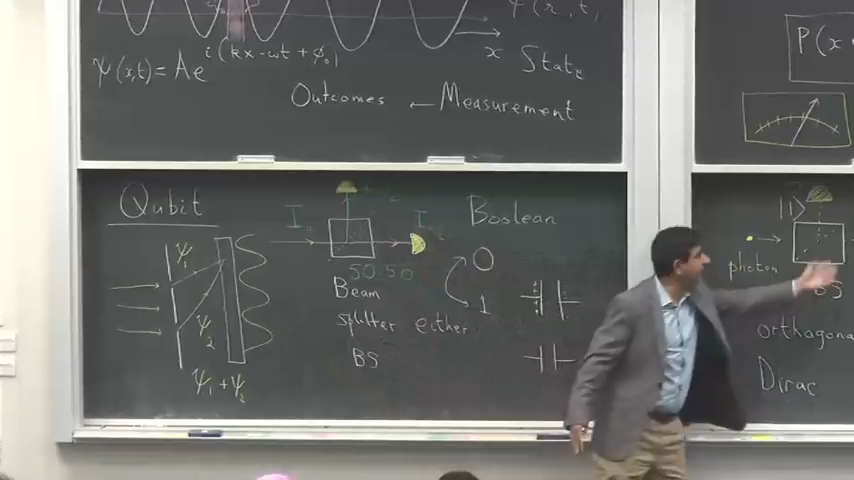 ψ(r, t,
x State
ψ(x,t) = Ae^i(kx-wt+φ₀)
Outcomes ← Measurement
P(x
Qubit
I₀
Boolean
ψ₁
ψ₂
ψ₁+ψ₂
50.50
Beam
splitter either
BS
0
1
|1>
photon
BS
orthogona
Dirac